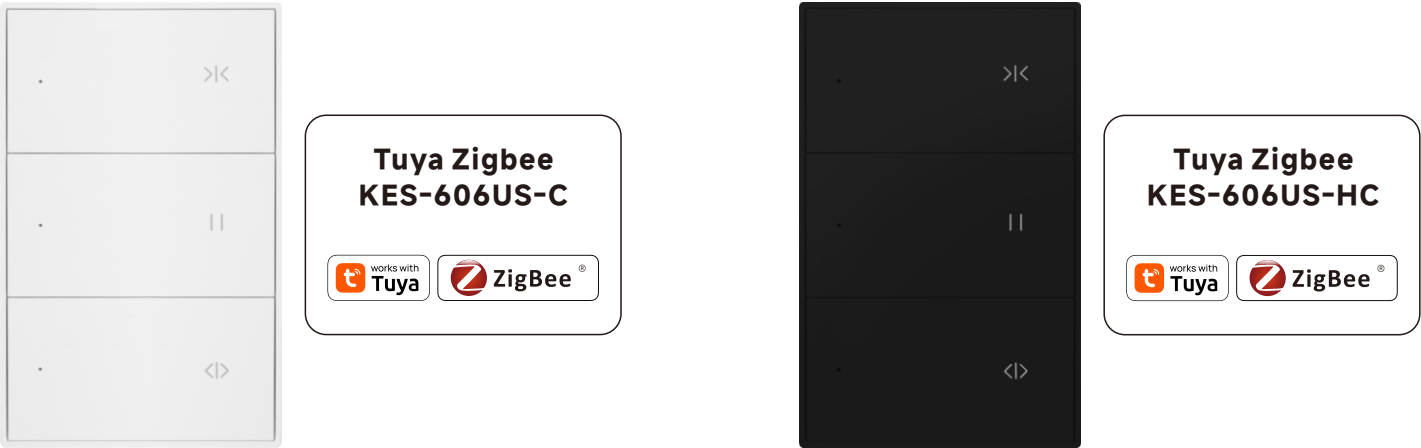 Tuya Zigbee
KES-606US-C
works with
Tuya
ZigBee ®
Tuya Zigbee
KES-606US-HC
works with
Tuya
ZigBee ®